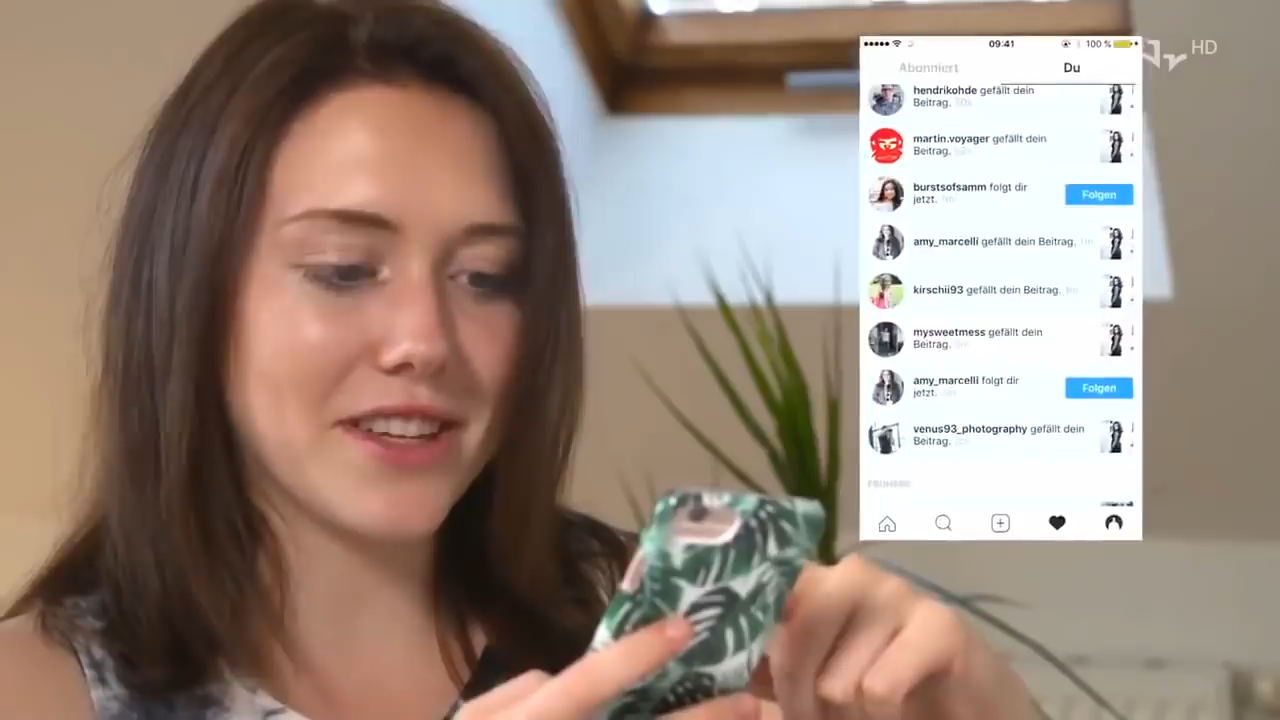 09:41 100 %
HD
Abonniert Du
hendrikohde gefällt dein
Beitrag.
martin.voyager gefällt dein
Beitrag.
burstsofsamm folgt dir
jetzt. 1m
Folgen
amy_marcelli gefällt dein Beitrag. 1m
kirschii93 gefällt dein Beitrag.
mysweetmess gefällt dein
Beitrag.
amy_marcelli folgt dir
jetzt.
Folgen
venus93_photography gefällt dein
Beitrag.